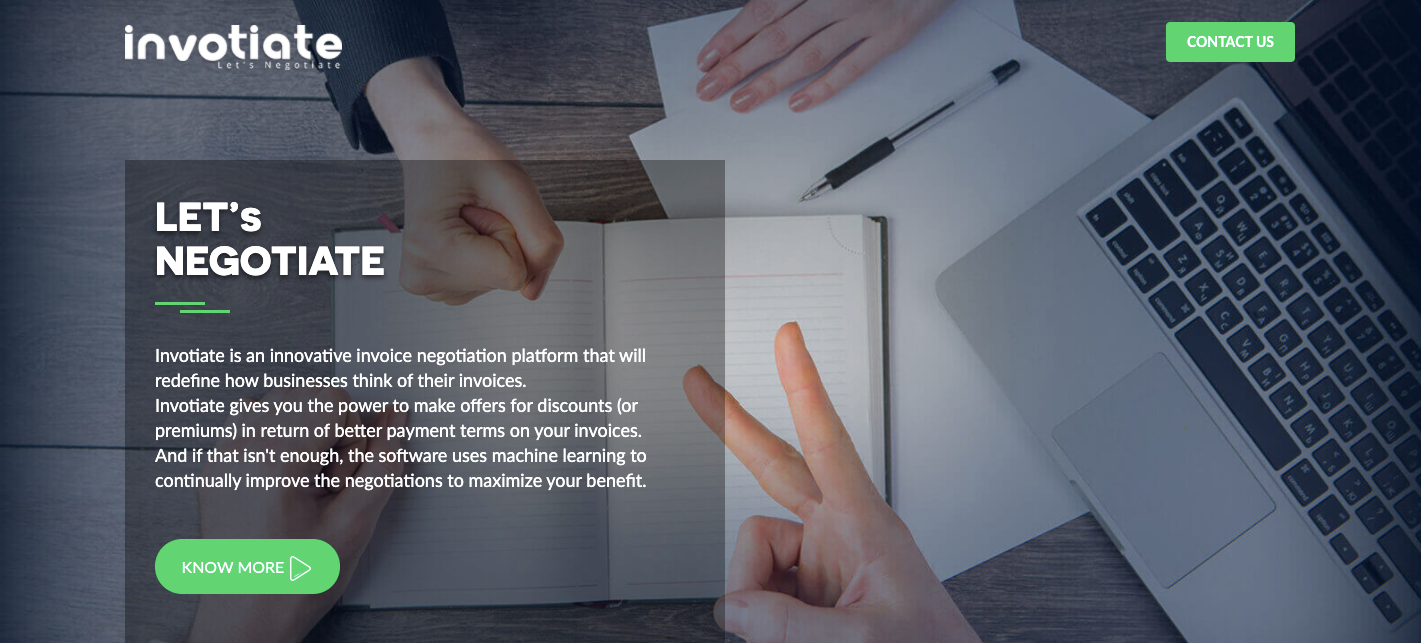 invotiate
Let's Negotiate
CONTACT US
LET's
NEGOTIATE
Invotiate is an innovative invoice negotiation platform that will
redefine how businesses think of their invoices.
Invotiate gives you the power to make offers for discounts (or
premiums) in return of better payment terms on your invoices.
And if that isn't enough, the software uses machine learning to
continually improve the negotiations to maximize your benefit.
KNOW MORE